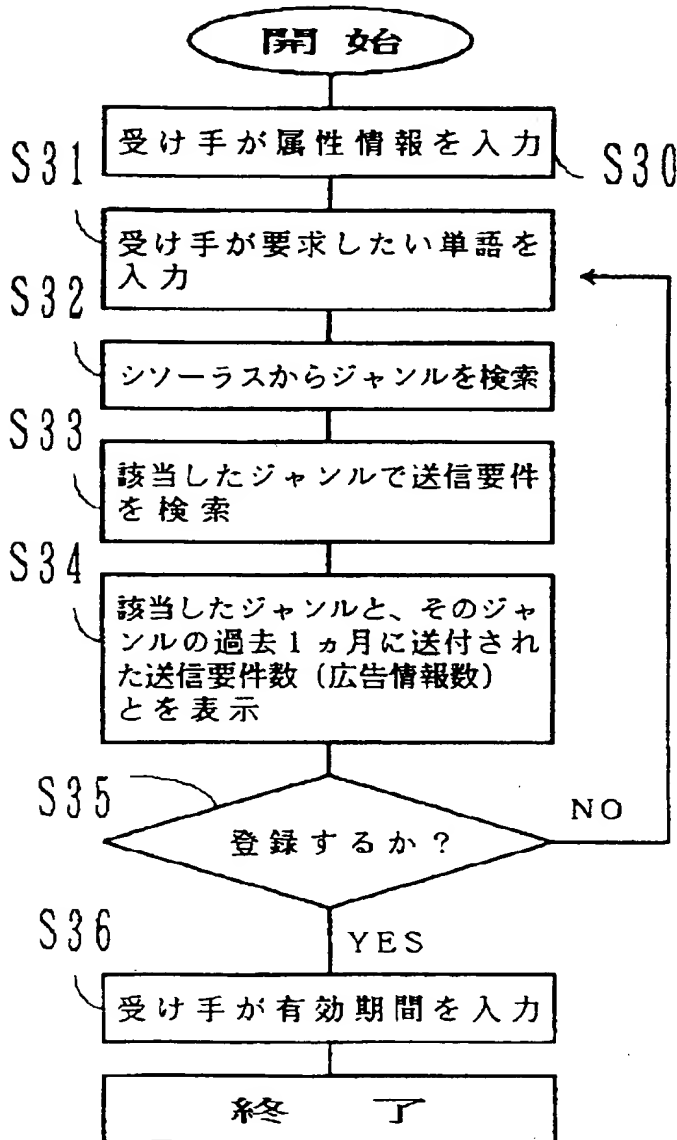 開始
受け手が属性情報を入力
S30
S31
受け手が要求したい単語を
入力
S32
シソーラスからジャンルを検索
S33
該当したジャンルで送信要件
を検索
S34
該当したジャンルと、そのジャ
ンルの過去1ヵ月に送付され
た送信要件数（広告情報数）
とを表示
S35
登録するか？
NO
YES
S36
受け手が有効期間を入力
終了